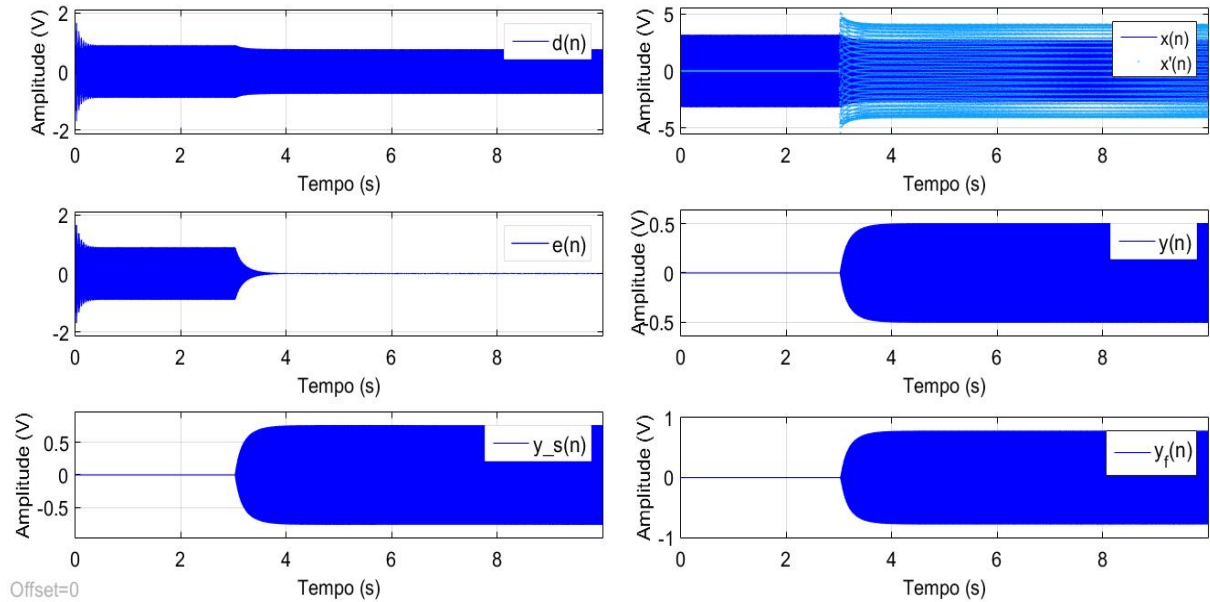 2
0
-2
Amplitude (V)
d(n)
0 2 4 6 8
Tempo (s)
5
0
-5
Amplitude (V)
x(n)
x'(n)
0 2 4 6 8
Tempo (s)
2
0
-2
Amplitude (V)
e(n)
0 2 4 6 8
Tempo (s)
0.5
0
-0.5
Amplitude (V)
y(n)
0 2 4 6 8
Tempo (s)
0.5
0
-0.5
Amplitude (V)
y_s(n)
0 2 4 6 8
Tempo (s)
1
0
-1
Amplitude (V)
y_f(n)
0 2 4 6 8
Tempo (s)
Offset=0